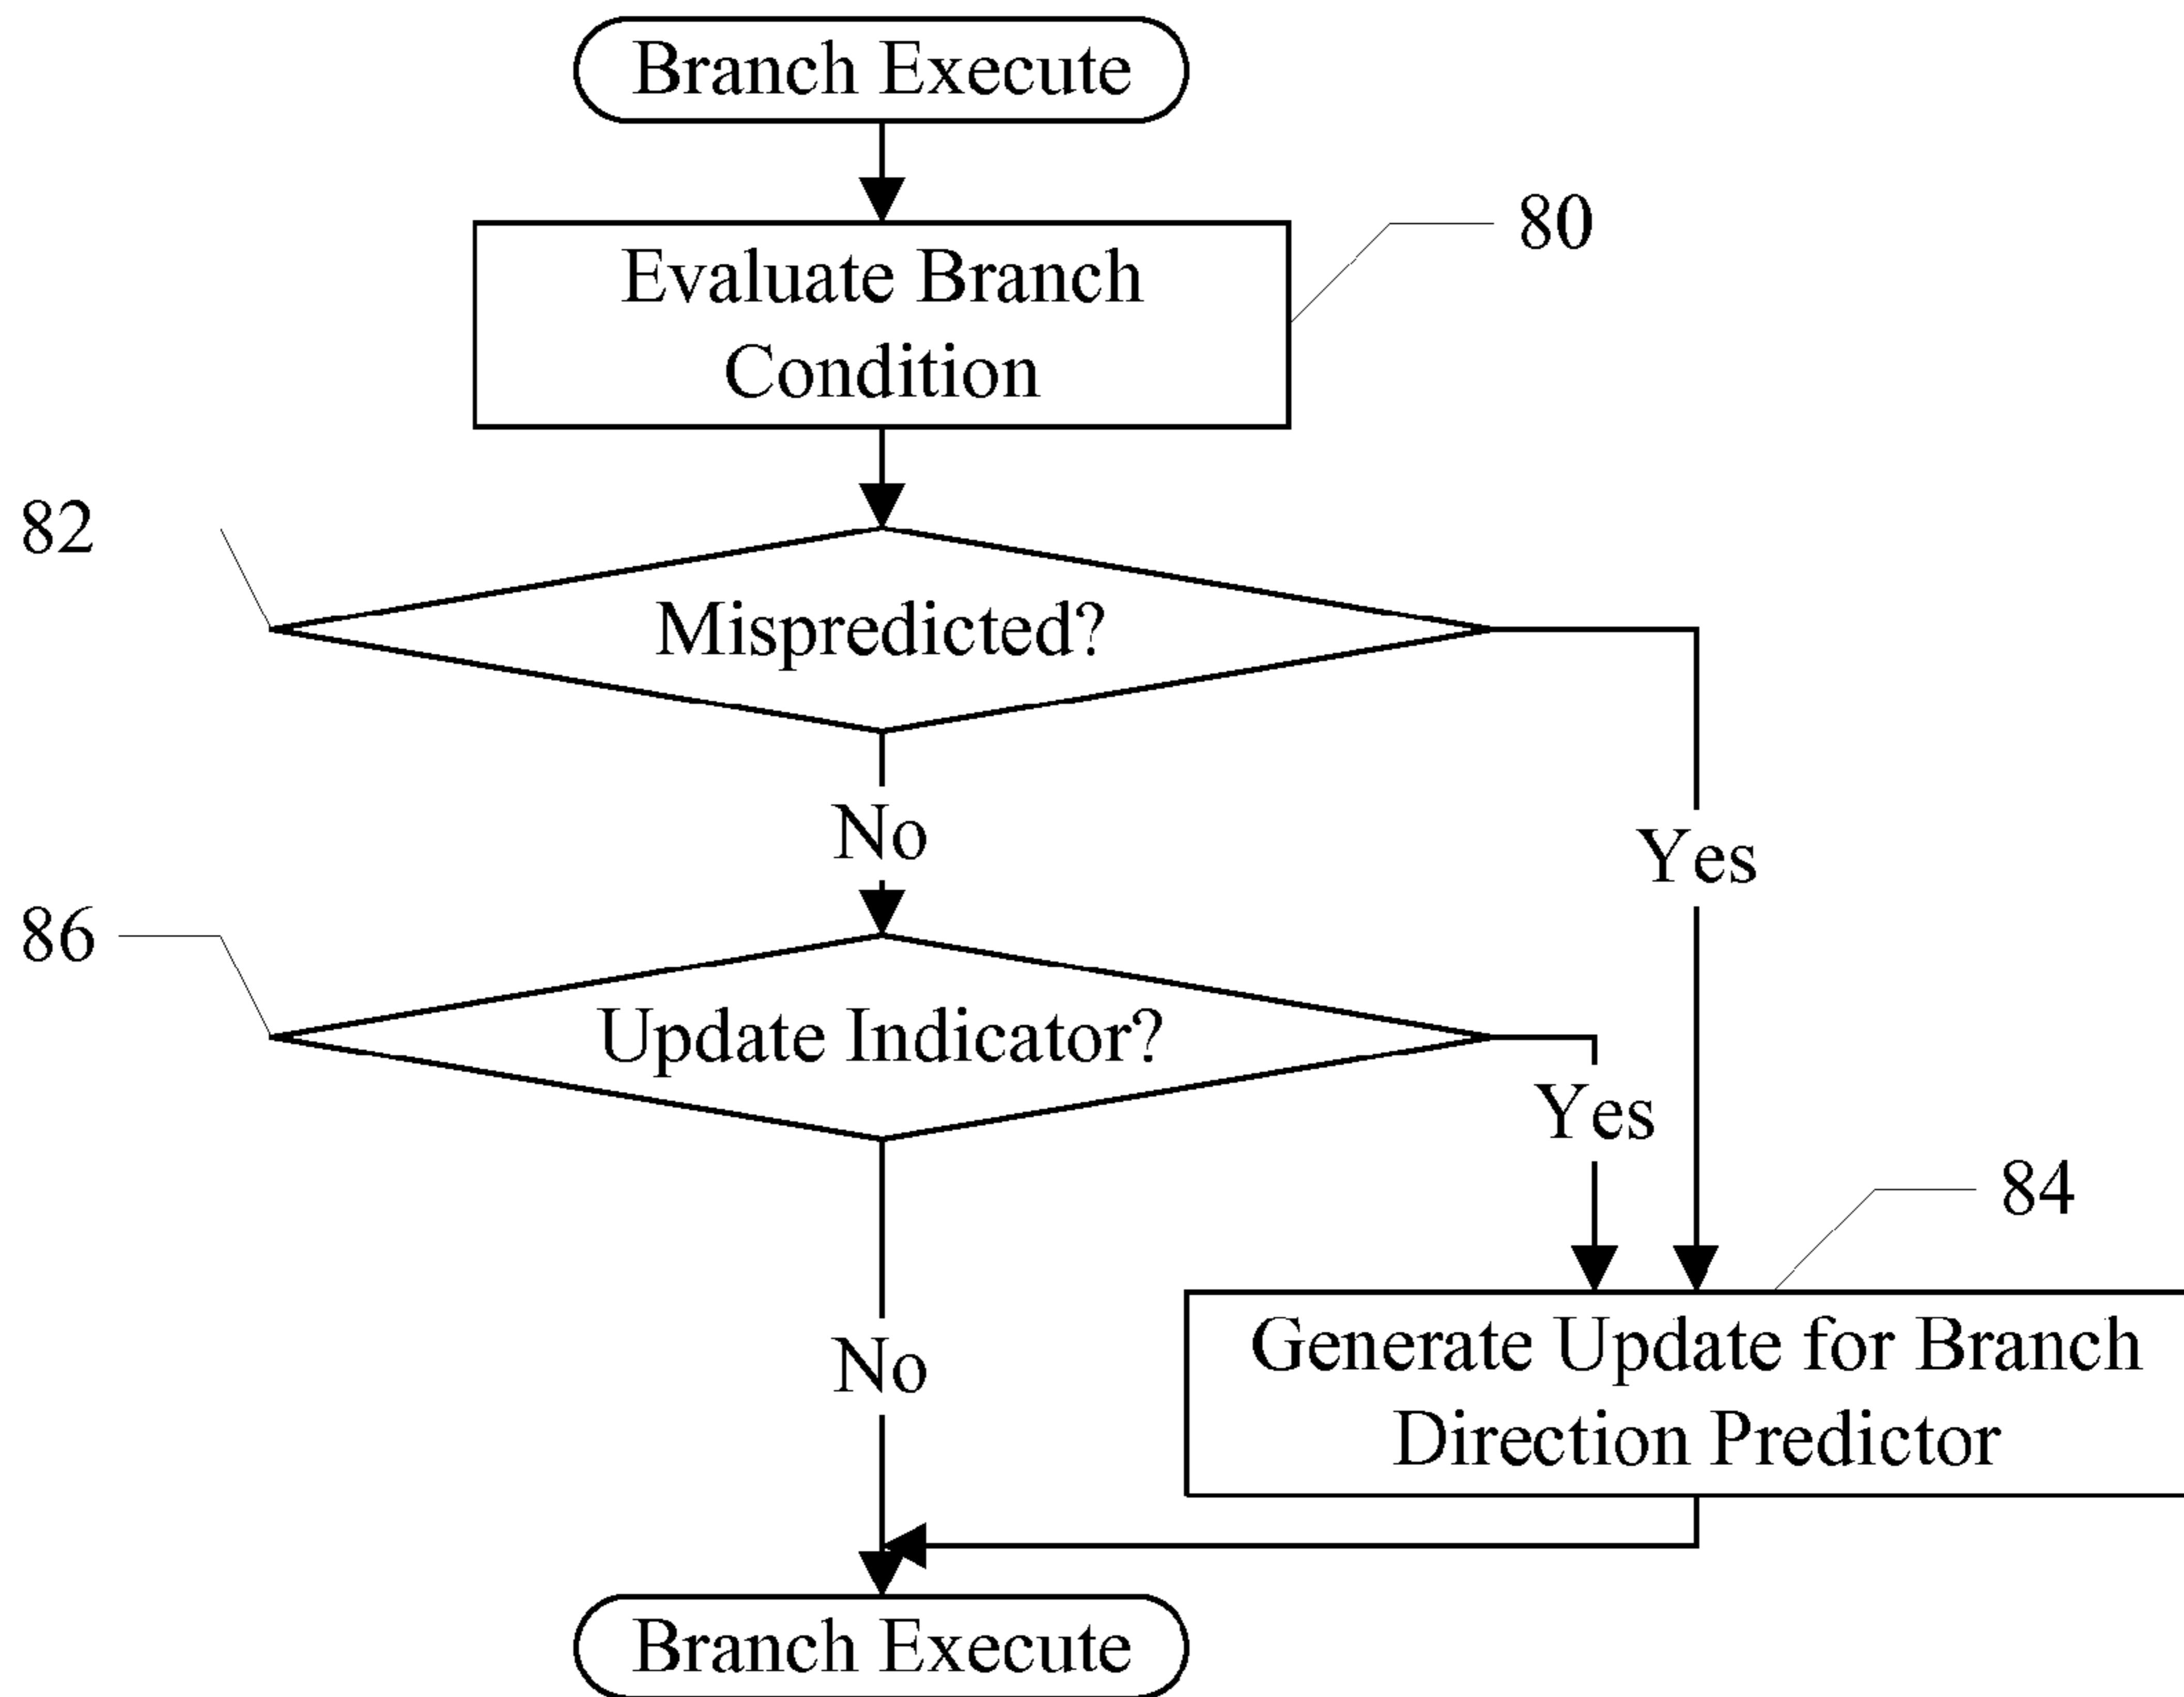 Branch Execute
80
Evaluate Branch
Condition
82
Mispredicted?
No
Yes
86
Update Indicator?
Yes
84
No
Generate Update for Branch
Direction Predictor
Branch Execute